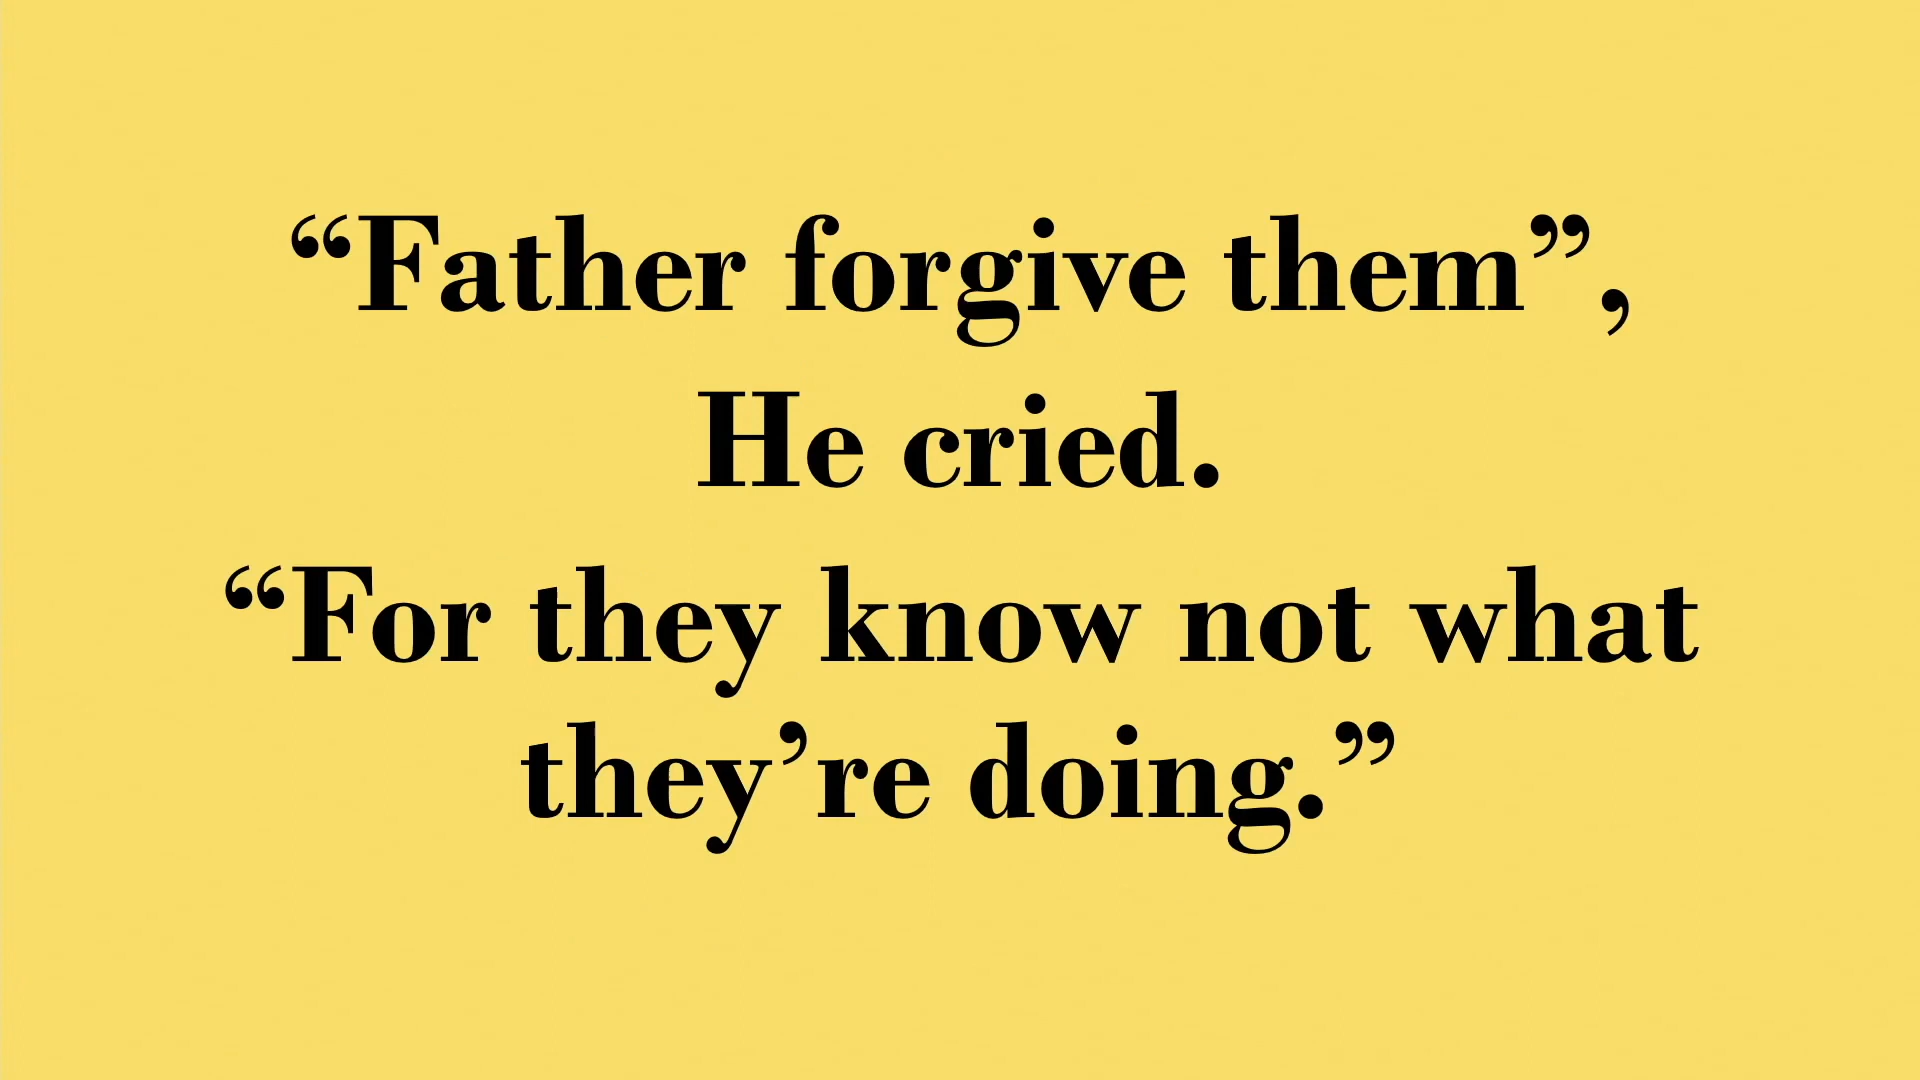 “Father forgive them”,
He cried.
“For they know not what
they’re doing.”